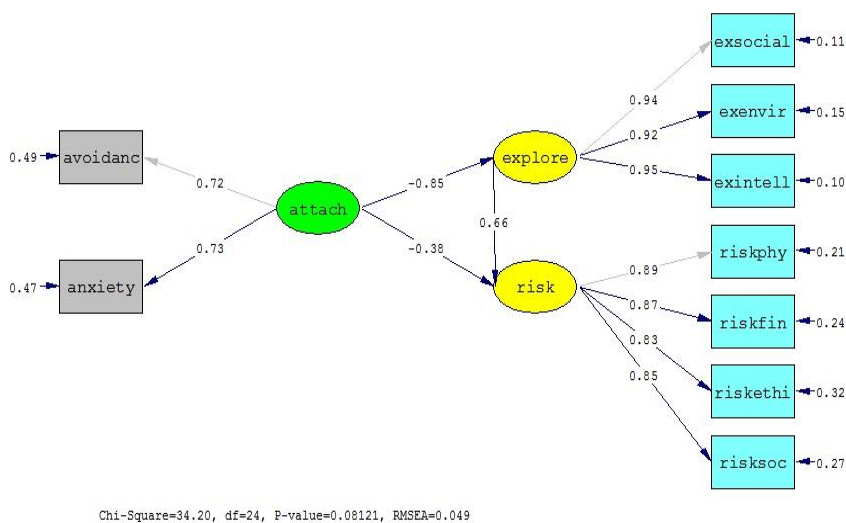 exsocial
0.11
0.94
exenvir
0.15
0.49
avoidanc
explore
0.92
0.72
-0.85
0.95
exintell
0.10
attach
0.66
0.73
-0.38
riskphy
0.21
0.89
0.47
anxiety
risk
0.87
riskfin
0.24
0.83
0.85
riskethi
0.32
risksoc
0.27
Chi-Square=34.20, df=24, P-value=0.08121, RMSEA=0.049